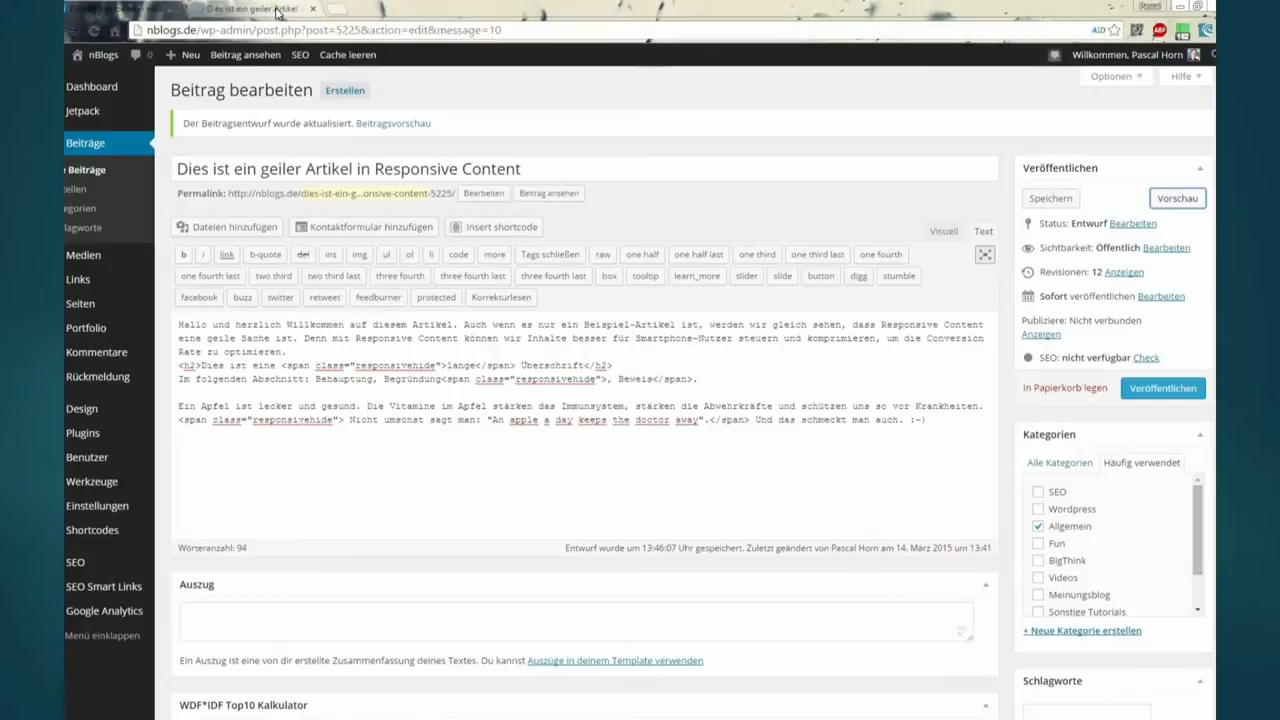 Dies ist ein geiler Artikel
nblogs.de/wp-admin/post.php?post=5225&action=edit&message=10
nBlogs 0 + Neu Beitrag ansehen SEO Cache leeren Willkommen, Pascal Horn
Optionen Hilfe
Dashboard
Jetpack
Beiträge
e Beiträge
tellen
egorien
lagworte
Medien
Links
Seiten
Portfolio
Kommentare
Rückmeldung
Design
Plugins
Benutzer
Werkzeuge
Einstellungen
Shortcodes
SEO
SEO Smart Links
Google Analytics
Menü einklappen
Beitrag bearbeiten Erstellen
Der Beitragsentwurf wurde aktualisiert. Beitragsvorschau
Dies ist ein geiler Artikel in Responsive Content
Permalink: http://nblogs.de/dies-ist-ein-g...onsive-content-5225/ Bearbeiten Beitrag ansehen
Dateien hinzufügen Kontaktformular hinzufügen Insert shortcode
Visuell Text
b i link b-quote del ins img ul ol li code more Tags schließen raw one half one half last one third one third last one fourth
one fourth last two third two third last three fourth three fourth last three fourth last box tooltip learn_more slider slide button digg stumble
facebook buzz twitter retweet feedburner protected Korrekturlesen
Hallo und herzlich Willkommen auf diesem Artikel. Auch wenn es nur ein Beispiel-Artikel ist, werden wir gleich sehen, dass Responsive Content
eine geile Sache ist. Denn mit Responsive Content können wir Inhalte besser für Smartphone-Nutzer steuern und komprimieren, um die Conversion
Rate zu optimieren.
<h2>Dies ist eine <span class="responsivehide">lange</span> Überschrift</h2>
Im folgenden Abschnitt: Behauptung, Begründung<span class="responsivehide">, Beweis</span>.
Ein Apfel ist lecker und gesund. Die Vitamine im Apfel stärken das Immunsystem, stärken die Abwehrkräfte und schützen uns so vor Krankheiten.
<span class="responsivehide"> Nicht umsonst sagt man: "An apple a day keeps the doctor away".</span> Und das schmeckt man auch. :-)
Wörteranzahl: 94 Entwurf wurde um 13:46:07 Uhr gespeichert. Zuletzt geändert von Pascal Horn am 14. März 2015 um 13:41
Auszug
Ein Auszug ist eine von dir erstellte Zusammenfassung deines Textes. Du kannst Auszüge in deinem Template verwenden
WDF*IDF Top10 Kalkulator
Veröffentlichen
Speichern Vorschau
Status: Entwurf Bearbeiten
Sichtbarkeit: Öffentlich Bearbeiten
Revisionen: 12 Anzeigen
Sofort veröffentlichen Bearbeiten
Publiziere: Nicht verbunden
Anzeigen
SEO: nicht verfügbar Check
In Papierkorb legen Veröffentlichen
Kategorien
Alle Kategorien Häufig verwendet
SEO
Wordpress
Allgemein
Fun
BigThink
Videos
Meinungsblog
Sonstige Tutorials
+ Neue Kategorie erstellen
Schlagworte